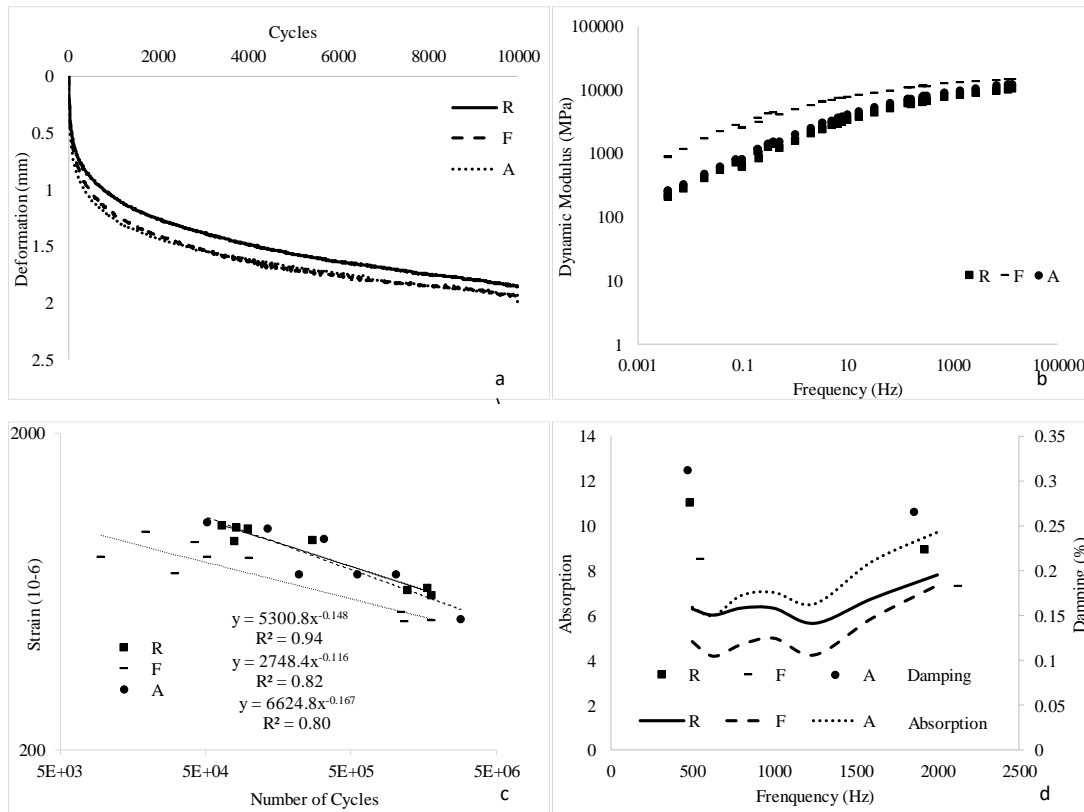 Cycles
0 2000 4000 6000 8000 10000
0
0.5
1
1.5
2
2.5
Deformation (mm)
R
F
A
a
)
100000
10000
1000
100
10
1
Dynamic Modulus (MPa)
R F A
0.001 0.1 10 1000 100000
Frequency (Hz)
b
2000
200
Strain (10-6)
y = 5300.8x-0.148
R² = 0.94
y = 2748.4x-0.116
R² = 0.82
y = 6624.8x-0.167
R² = 0.80
R
F
A
5E+03 5E+04 5E+05 5E+06
Number of Cycles
c
14
12
10
8
6
4
2
0
Absorption
0.35
0.3
0.25
0.2
0.15
0.1
0.05
0
Damping (%)
R F A Damping
R F A Absorption
0 500 1000 1500 2000 2500
Frenquency (Hz)
d